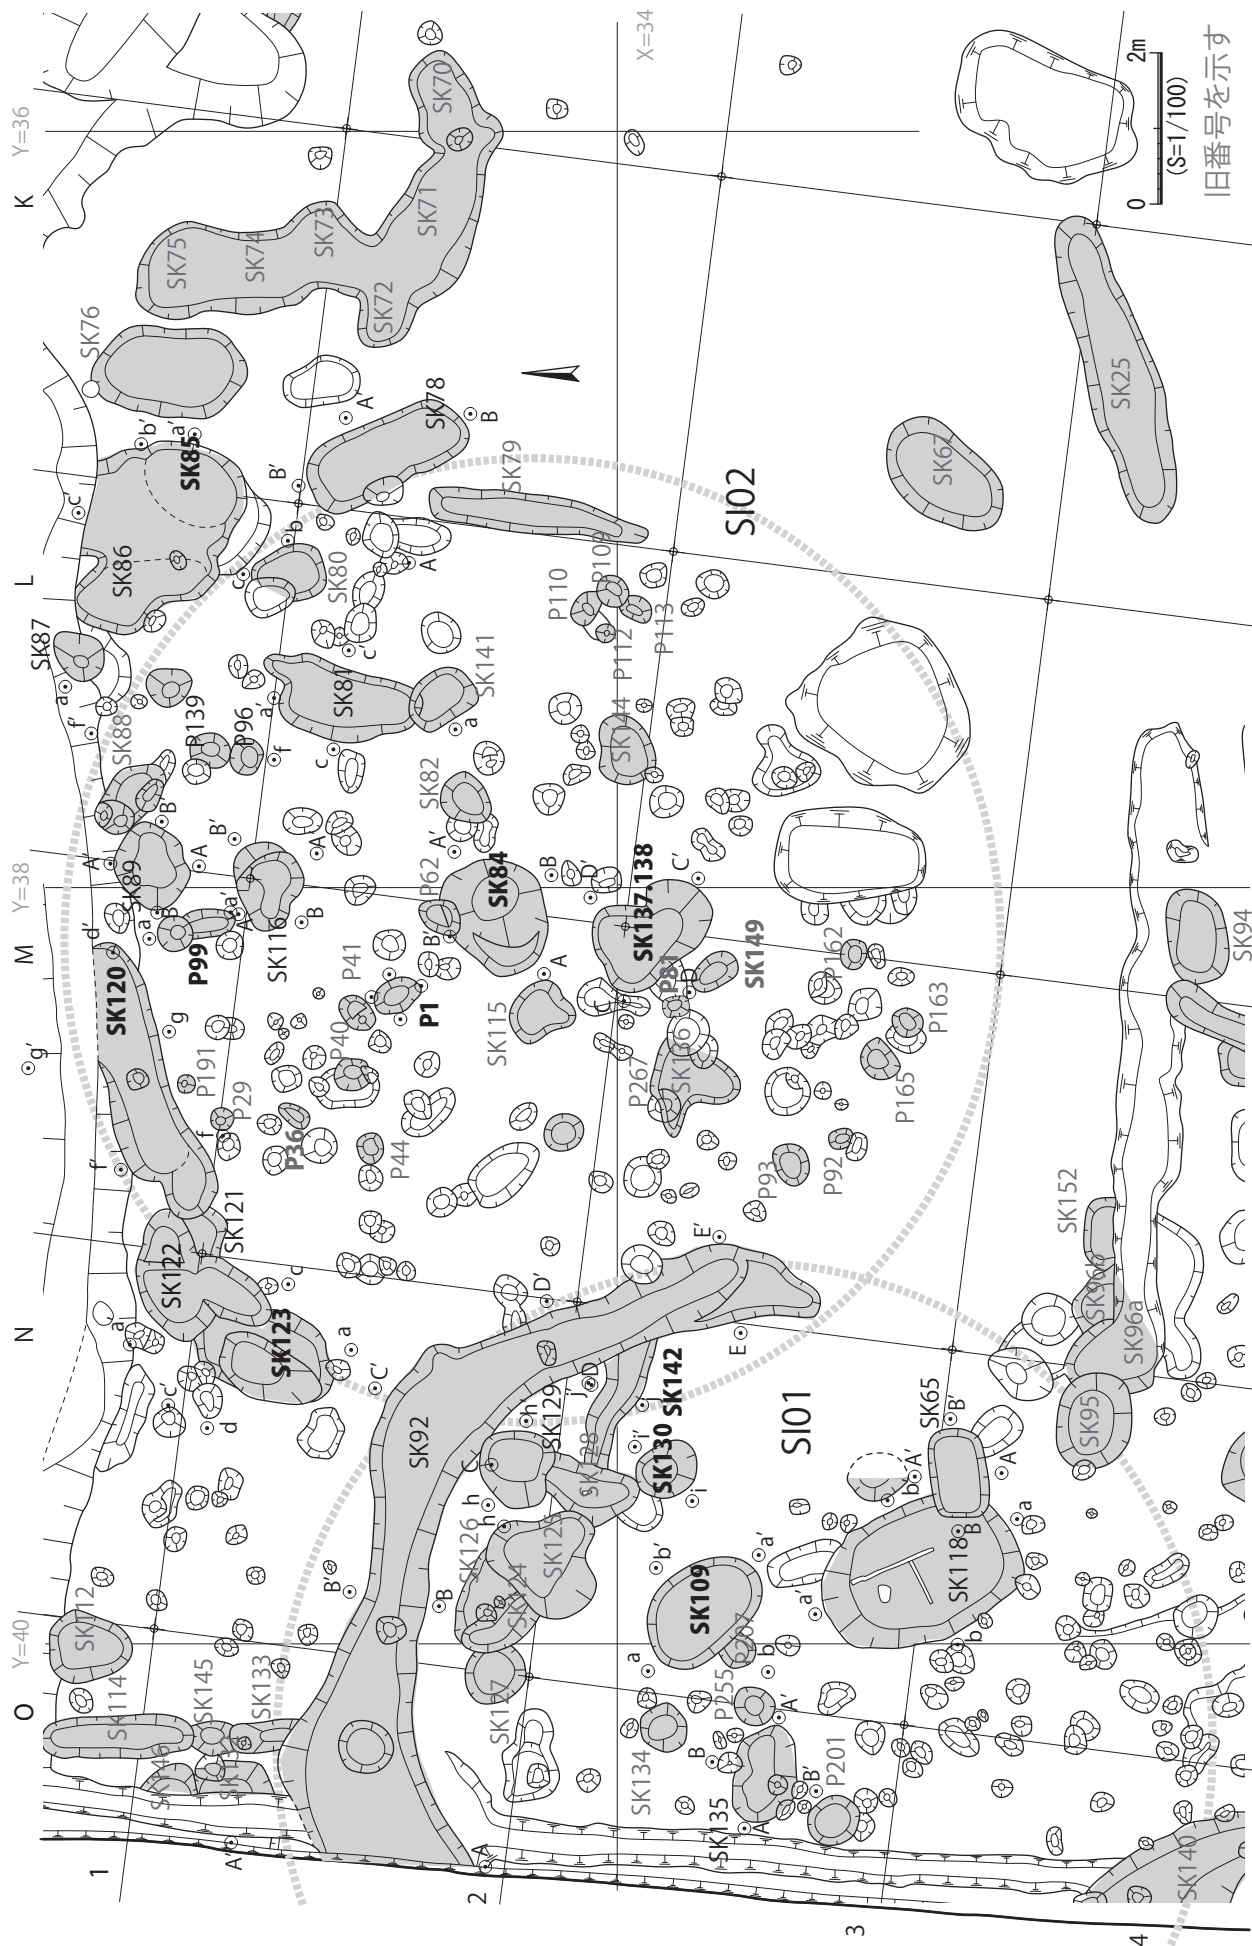 Y=36
X=34
K
SK70
2m
(S=1/100)
0
旧番号を示す
SK75
SK74
SK73
SK71
SK72
SK76
SK25
SK78
A'
B
b'
a'
SK85
B'
c'
SK79
SK67
SI02
b
c
A
SK86
L
SK80
P110
P109
P112
P113
SK87
a
c'
SK81
SK141
a
f'
SK88
P139
P96
a'
f
c
SK144
SK82
B'
B'
A'
A
A
A'
P62
SK84
B
D'
SK137.138
C'
Y=38
SK89
a'
A
B
a
B
d'
M
P99
SK116
P41
B'
A
P81
D
SK149
P162
SK94
SK120
g
g'
P40
P1
SK115
C
P163
P191
P29
P267
SK136
P165
f
f'
P36
P44
P93
P92
SK152
SK121
SK122
c
D'
E'
N
a'
SK123
a
C'
E
SK96b
SK96a
c'
d
SK92
D
j'
j
SK142
h'
SK129
SI01
SK65
B'
SK95
C
SK128
i'
SK130
i
A'
b'
A
h
h'
SK126
SK125
SK124
b'
a'
a
B
SK118
B'
B
SK109
a'
b
SK112
Y=40
P207
a
b
O
SK114
SK145
SK133
SK127
P255
A'
SK146
SK132
SK134
B
P201
B'
SK135
A
A'
A
SK140
1
2
3
4